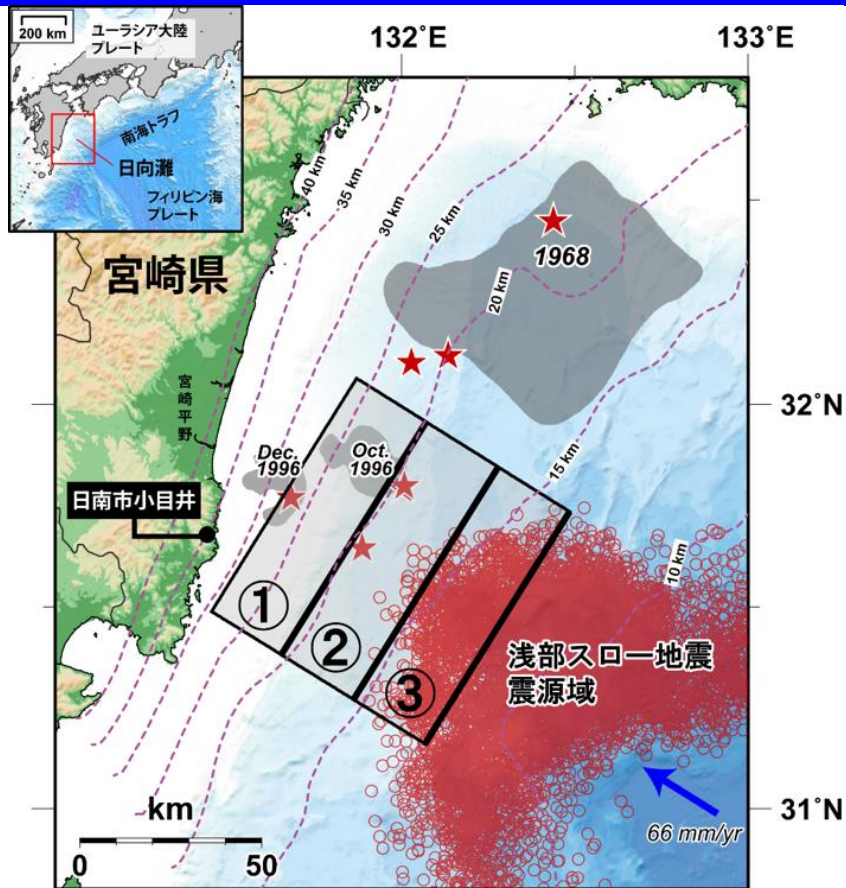 200 km
ユーラシア大陸
プレート
南海トラフ
日向灘
フィリピン海
プレート
132°E
133°E
40 km
35 km
30 km
25 km
20 km
1968
宮崎県
宮崎平野
32°N
15 km
Dec.
1996
Oct.
1996
日南市小目井
10 km
①
②
③
浅部スロー地震
震源域
31°N
km
0
50
66 mm/yr